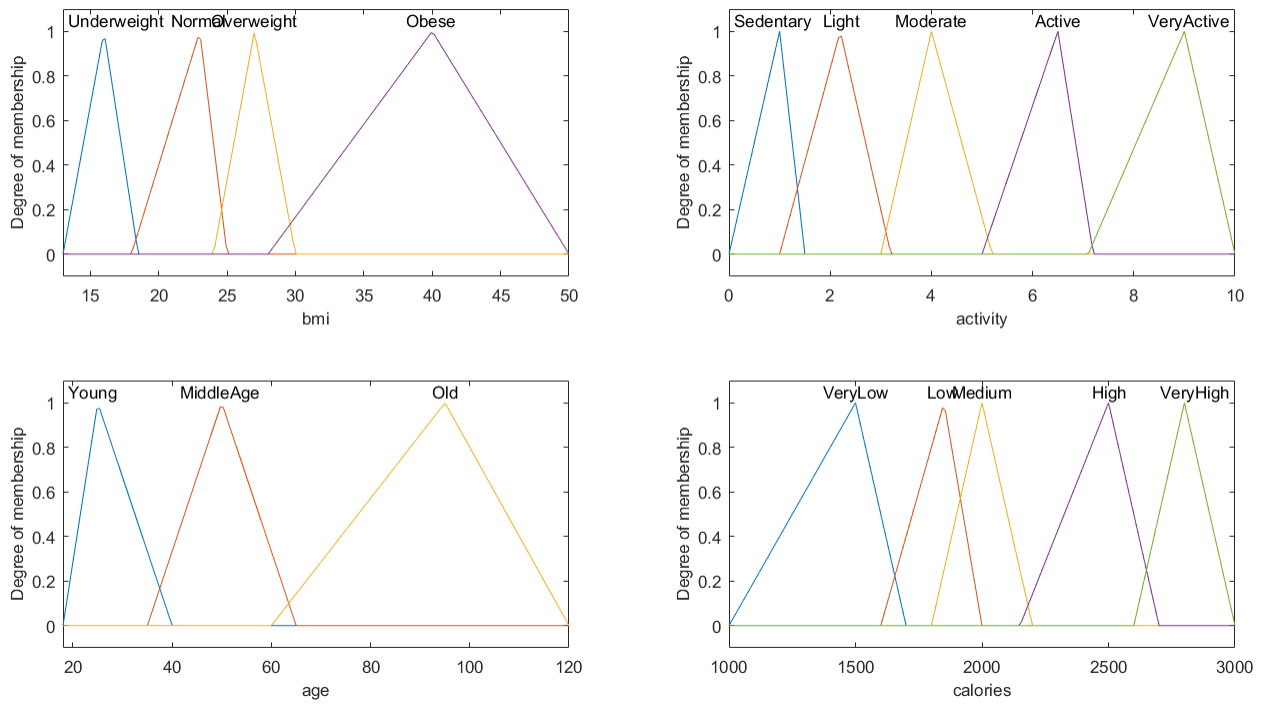 Underweight Normal Overweight Obese
1
0.8
0.6
0.4
0.2
0
Degree of membership
15 20 25 30 35 40 45 50
bmi
Sedentary Light Moderate Active VeryActive
1
0.8
0.6
0.4
0.2
0
Degree of membership
0 2 4 6 8 10
activity
Young MiddleAge Old
1
0.8
0.6
0.4
0.2
0
Degree of membership
20 40 60 80 100 120
age
VeryLow Low Medium High VeryHigh
1
0.8
0.6
0.4
0.2
0
Degree of membership
1000 1500 2000 2500 3000
calories